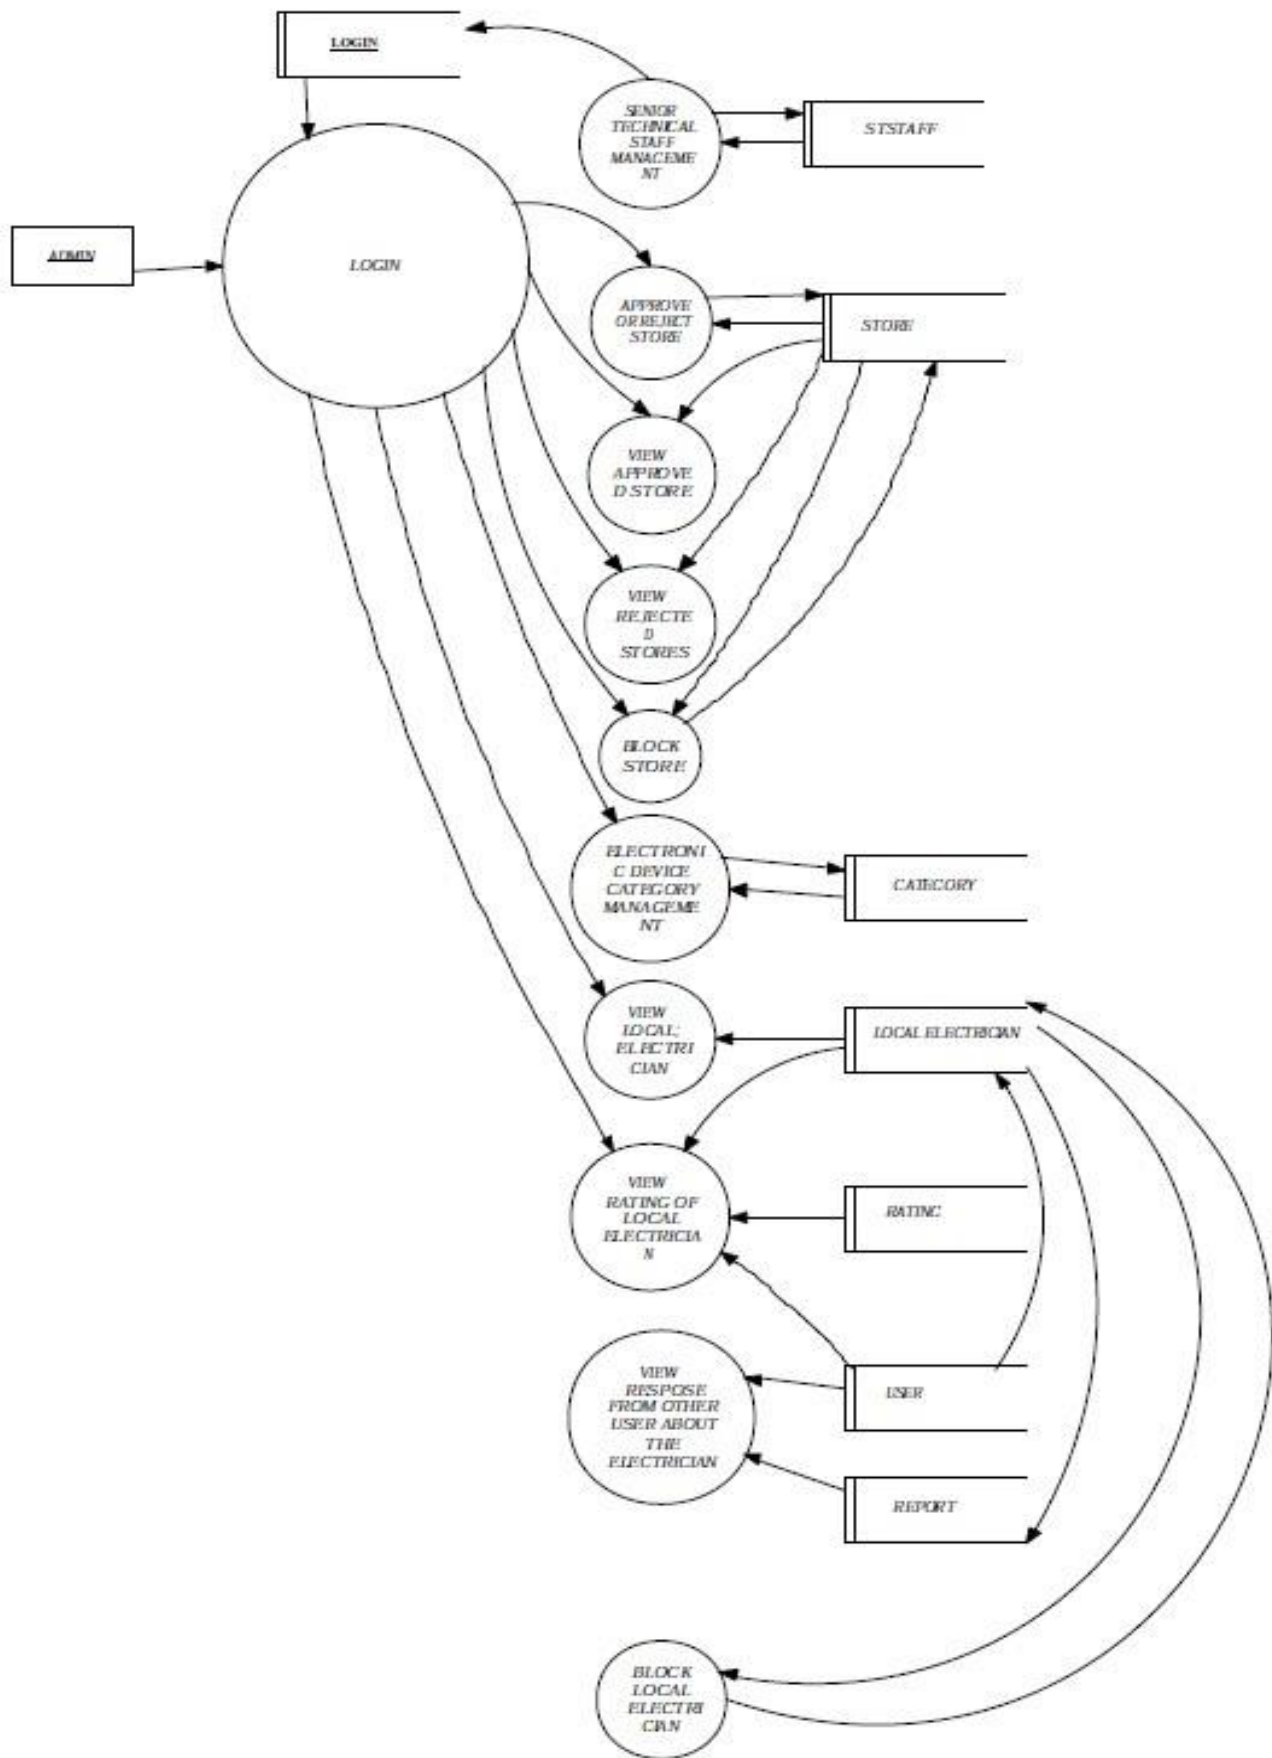 LOGIN
SENIOR
TECHNICAL
STAFF
MANAGEME
NT
STSTAFF
ADMIN
LOGIN
APPROVE
OR REJECT
STORE
STORE
VIEW
APPROVE
D STORE
VIEW
REJECTE
D
STORES
BLOCK
STORE
ELECTRONI
C DEVICE
CATEGORY
MANAGEME
NT
CATEGORY
VIEW
LOCAL;
ELECTRI
CIAN
LOCAL ELECTRICIAN
VIEW
RATING OF
LOCAL
ELECTRICIA
N
RATING
VIEW
RESPOSE
FROM OTHER
USER ABOUT
THE
ELECTRICIAN
USER
REPORT
BLOCK
LOCAL
ELECTRI
CIAN